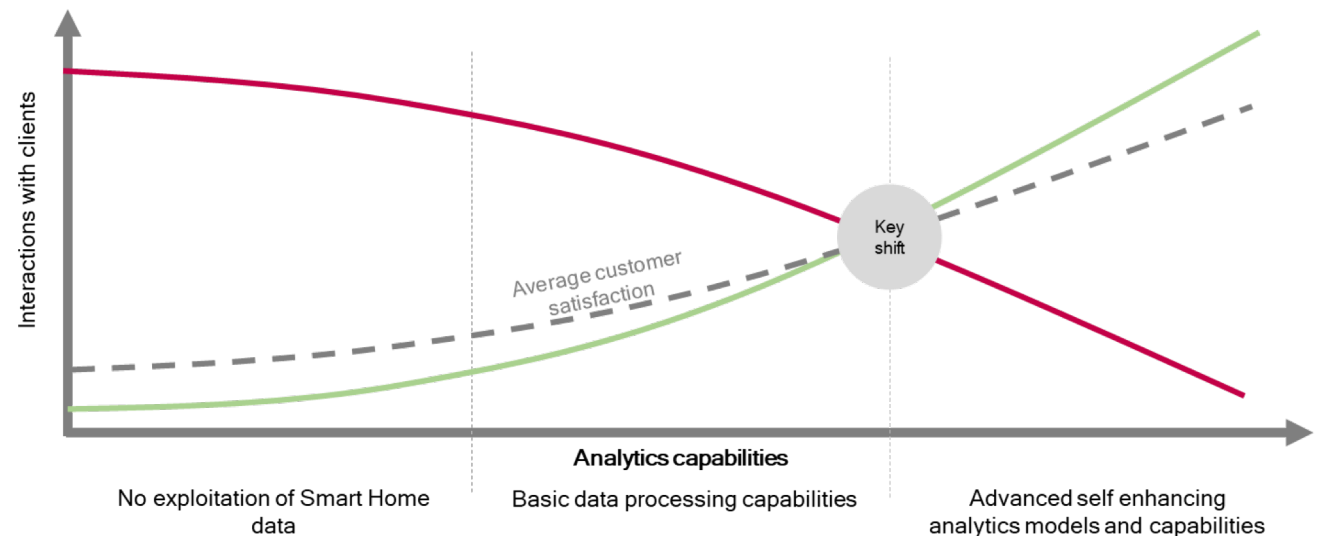 Interactions with clients
Key
shift
Average customer
satisfaction
Analytics capabilities
No exploitation of Smart Home
data
Basic data processing capabilities
Advanced self enhancing
analytics models and capabilities